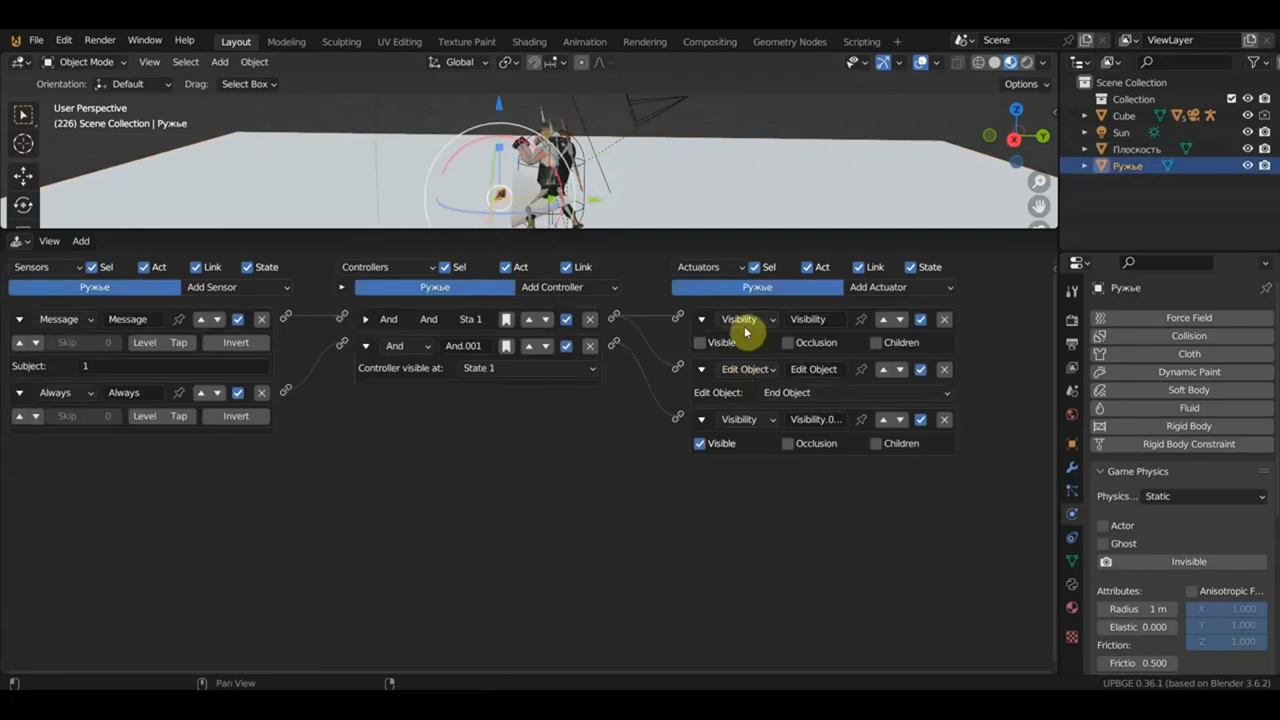 File Edit Render Window Help Layout Modeling Sculpting UV Editing Texture Paint Shading Animation Rendering Compositing Geometry Nodes Scripting + Scene ViewLayer
Object Mode View Select Add Object Global Options
Orientation: Default Drag: Select Box
User Perspective
(226) Scene Collection | Ружье
X Y Z
Scene Collection
Collection
Cube 5
Sun
Плоскость
Ружье
View Add
Sensors Sel Act Link State Controllers Sel Act Link Actuators Sel Act Link State
Ружье Add Sensor Ружье Add Controller Ружье Add Actuator
Message Message And And Sta 1 Visibility Visibility
Skip 0 Level Tap Invert And And.001 Visible Occlusion Children
Subject: 1 Controller visible at: State 1 Edit Object Edit Object
Always Always Edit Object: End Object
Skip 0 Level Tap Invert Visibility Visibility.0...
Visible Occlusion Children
Ружье
Force Field
Collision
Cloth
Dynamic Paint
Soft Body
Fluid
Rigid Body
Rigid Body Constraint
Game Physics
Physics... Static
Actor
Ghost
Invisible
Attributes: Anisotropic F...
Radius 1 m X 1.000
Elastic 0.000 Y 1.000
Friction: Z 1.000
Frictio 0.500
Pan View UPBGE 0.36.1 (based on Blender 3.6.2)